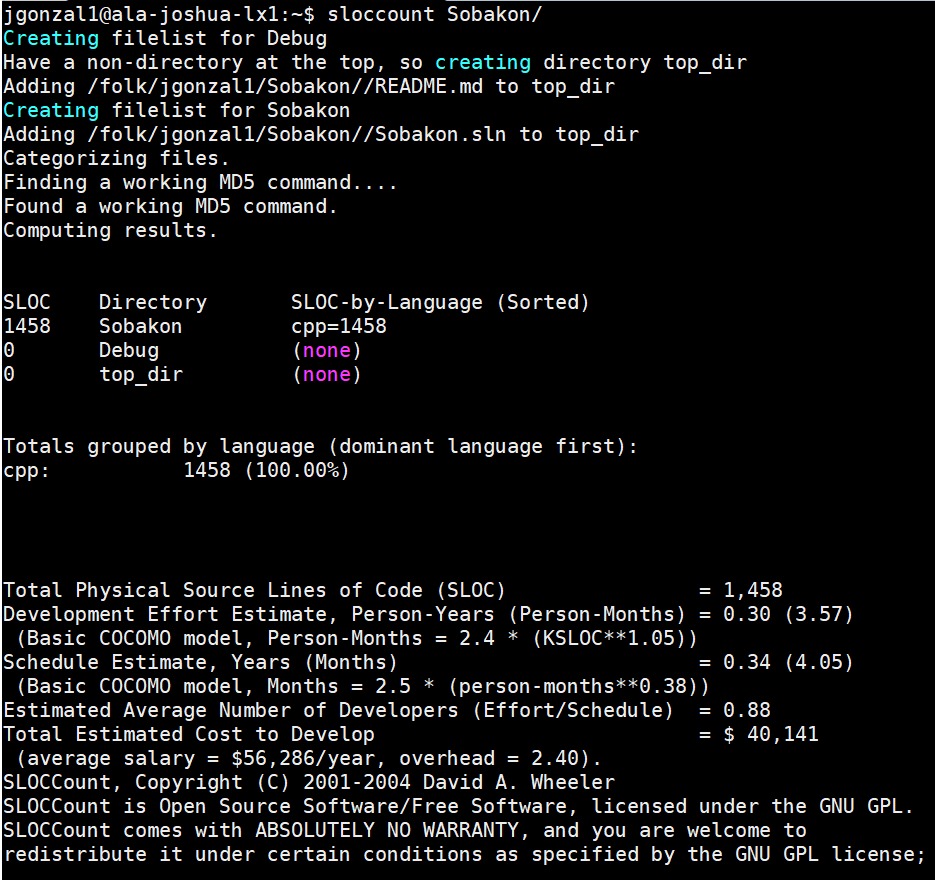 jgonzal1@ala-joshua-lx1:~$ sloccount Sobakon/
Creating filelist for Debug
Have a non-directory at the top, so creating directory top_dir
Adding /folk/jgonzal1/Sobakon//README.md to top_dir
Creating filelist for Sobakon
Adding /folk/jgonzal1/Sobakon//Sobakon.sln to top_dir
Categorizing files.
Finding a working MD5 command....
Found a working MD5 command.
Computing results.
SLOC    Directory       SLOC-by-Language (Sorted)
1458    Sobakon         cpp=1458
0       Debug           (none)
0       top_dir         (none)
Totals grouped by language (dominant language first):
cpp:           1458 (100.00%)
Total Physical Source Lines of Code (SLOC)                = 1,458
Development Effort Estimate, Person-Years (Person-Months) = 0.30 (3.57)
 (Basic COCOMO model, Person-Months = 2.4 * (KSLOC**1.05))
Schedule Estimate, Years (Months)                         = 0.34 (4.05)
 (Basic COCOMO model, Months = 2.5 * (person-months**0.38))
Estimated Average Number of Developers (Effort/Schedule)  = 0.88
Total Estimated Cost to Develop                           = $ 40,141
 (average salary = $56,286/year, overhead = 2.40).
SLOCCount, Copyright (C) 2001-2004 David A. Wheeler
SLOCCount is Open Source Software/Free Software, licensed under the GNU GPL.
SLOCCount comes with ABSOLUTELY NO WARRANTY, and you are welcome to
redistribute it under certain conditions as specified by the GNU GPL license;